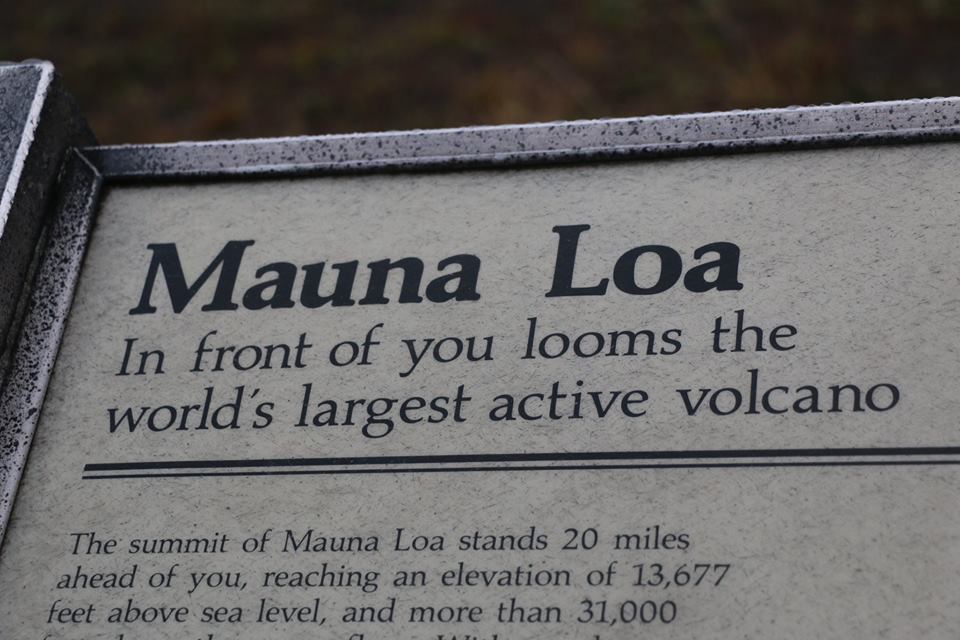 Mauna Loa
In front of you looms the
world's largest active volcano
The summit of Mauna Loa stands 20 miles
ahead of you, reaching an elevation of 13,677
feet above sea level, and more than 31,000